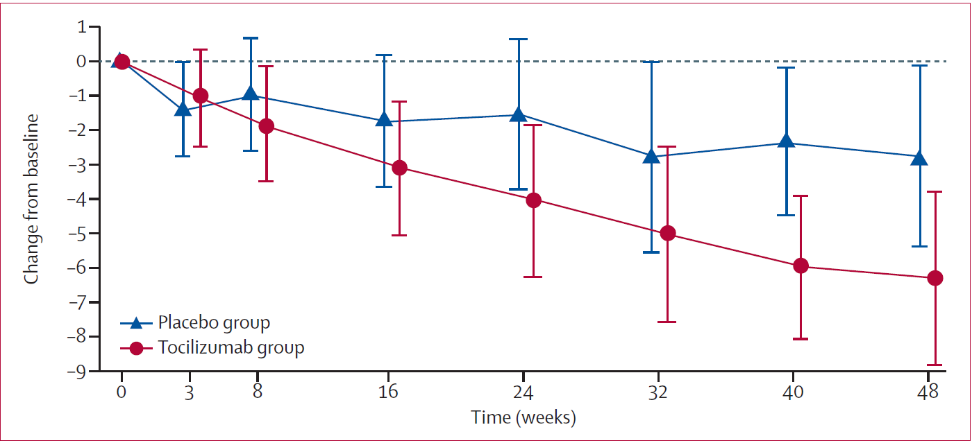 Change from baseline
1
0
–1
–2
–3
–4
–5
–6
–7
–8
–9
Placebo group
Tocilizumab group
0 3 8 16 24 32 40 48
Time (weeks)